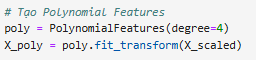 # Tạo Polynomial Features
poly = PolynomialFeatures(degree=4)
X_poly = poly.fit_transform(X_scaled)